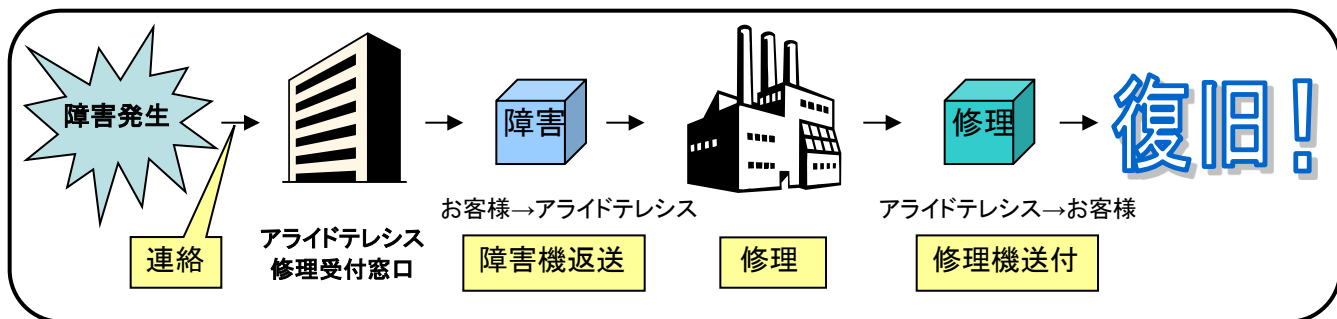 障害発生
連絡
アライドテレシス
修理受付窓口
障害
お客様→アライドテレシス
障害機返送
修理
修理
アライドテレシス→お客様
修理機送付
復旧！